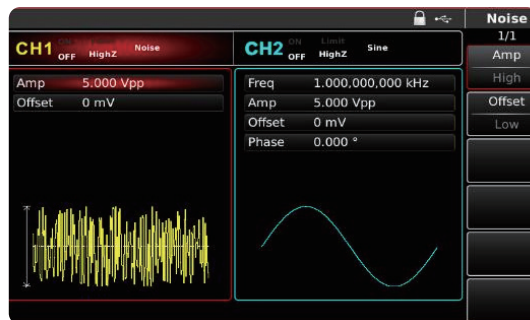 Noise
1/1
CH1 OFF HighZ Noise
CH2 ON OFF Limit HighZ Sine
Amp
High
Offset
Low
Amp 5.000 Vpp
Offset 0 mV
Freq 1.000,000,000 kHz
Amp 5.000 Vpp
Offset 0 mV
Phase 0.000 °